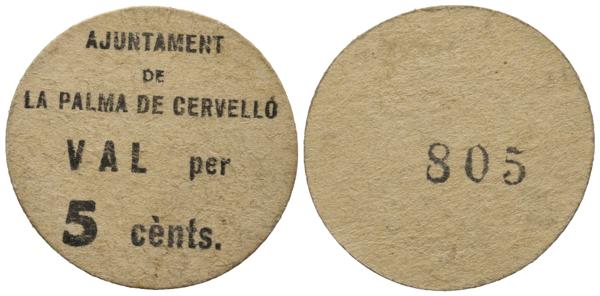 AJUNTAMENT
DE
LA PALMA DE CERVELLÓ
VAL per
5 cènts.
805